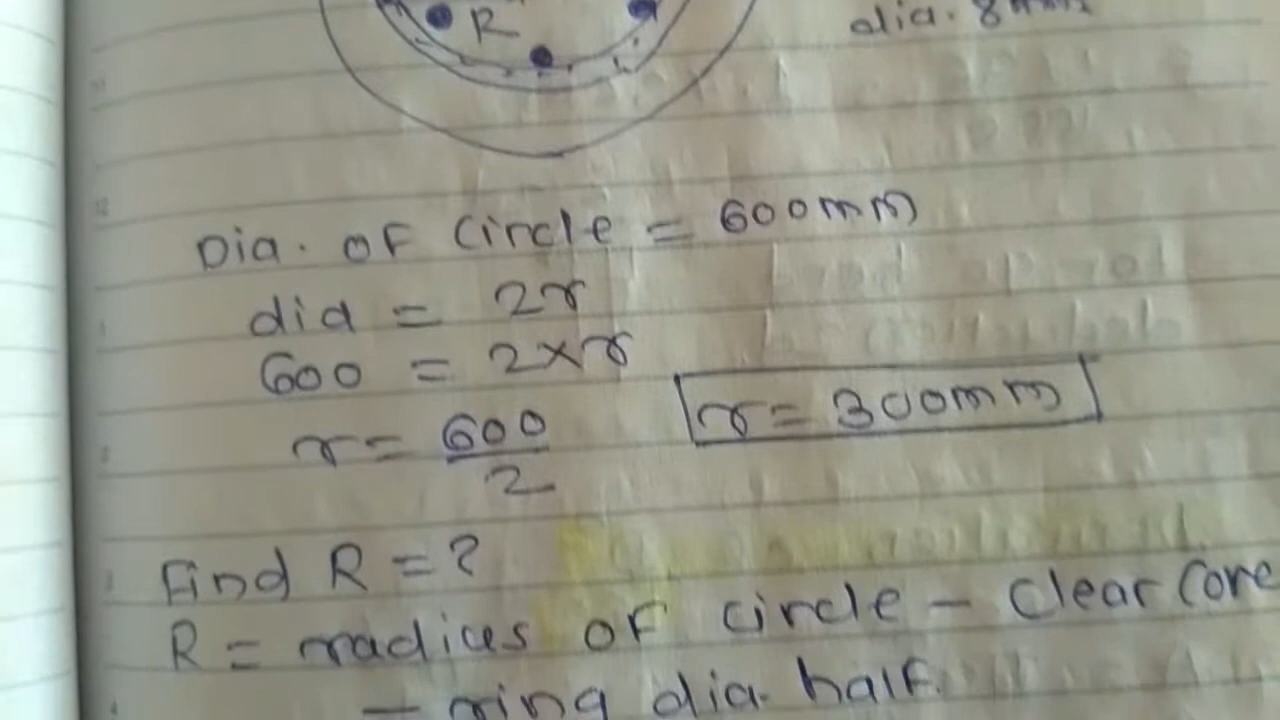 R
dia. 8mm
Dia. of Circle = 600mm
dia = 2r
600 = 2×r
r = 600/2
r = 300mm
Find R = ?
R = radices of circle - Clear Core
- ring dia. half.